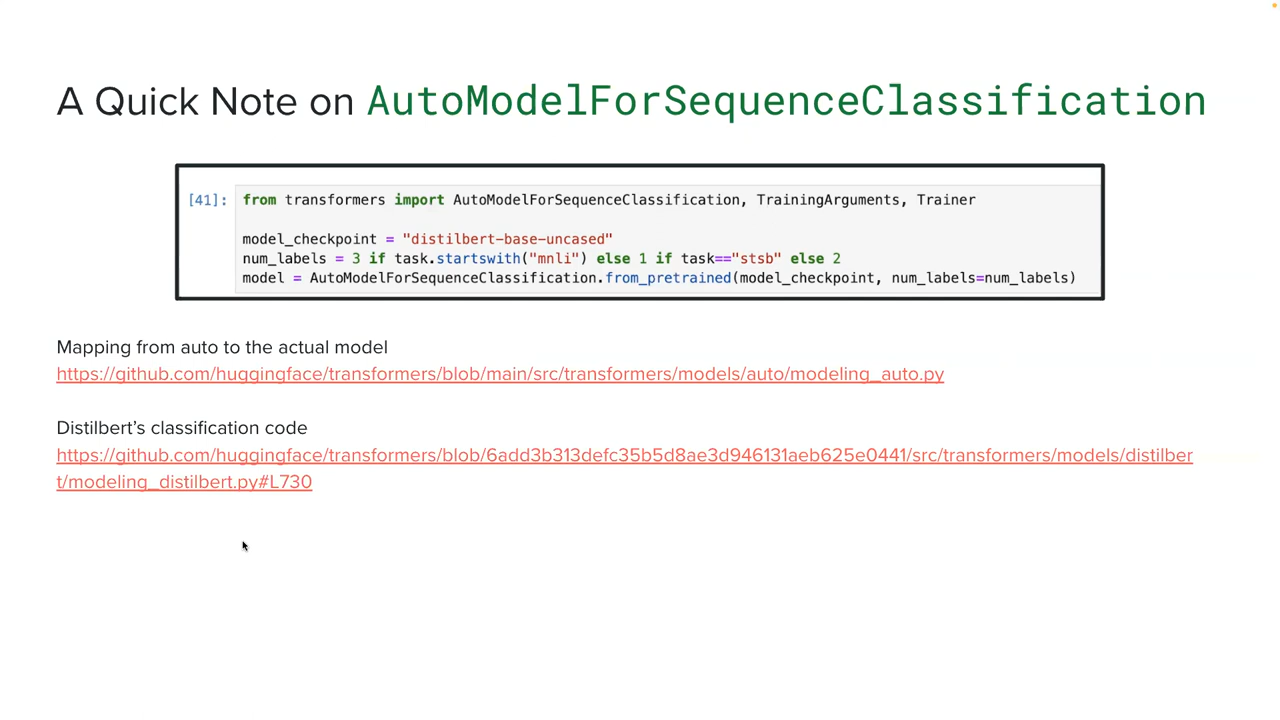 A Quick Note on AutoModelForSequenceClassification
[41]: from transformers import AutoModelForSequenceClassification, TrainingArguments, Trainer
model_checkpoint = "distilbert-base-uncased"
num_labels = 3 if task.startswith("mnli") else 1 if task=="stsb" else 2
model = AutoModelForSequenceClassification.from_pretrained(model_checkpoint, num_labels=num_labels)
Mapping from auto to the actual model
https://github.com/huggingface/transformers/blob/main/src/transformers/models/auto/modeling_auto.py
Distilbert’s classification code
https://github.com/huggingface/transformers/blob/6add3b313defc35b5d8ae3d946131aeb625e0441/src/transformers/models/distilber
t/modeling_distilbert.py#L730